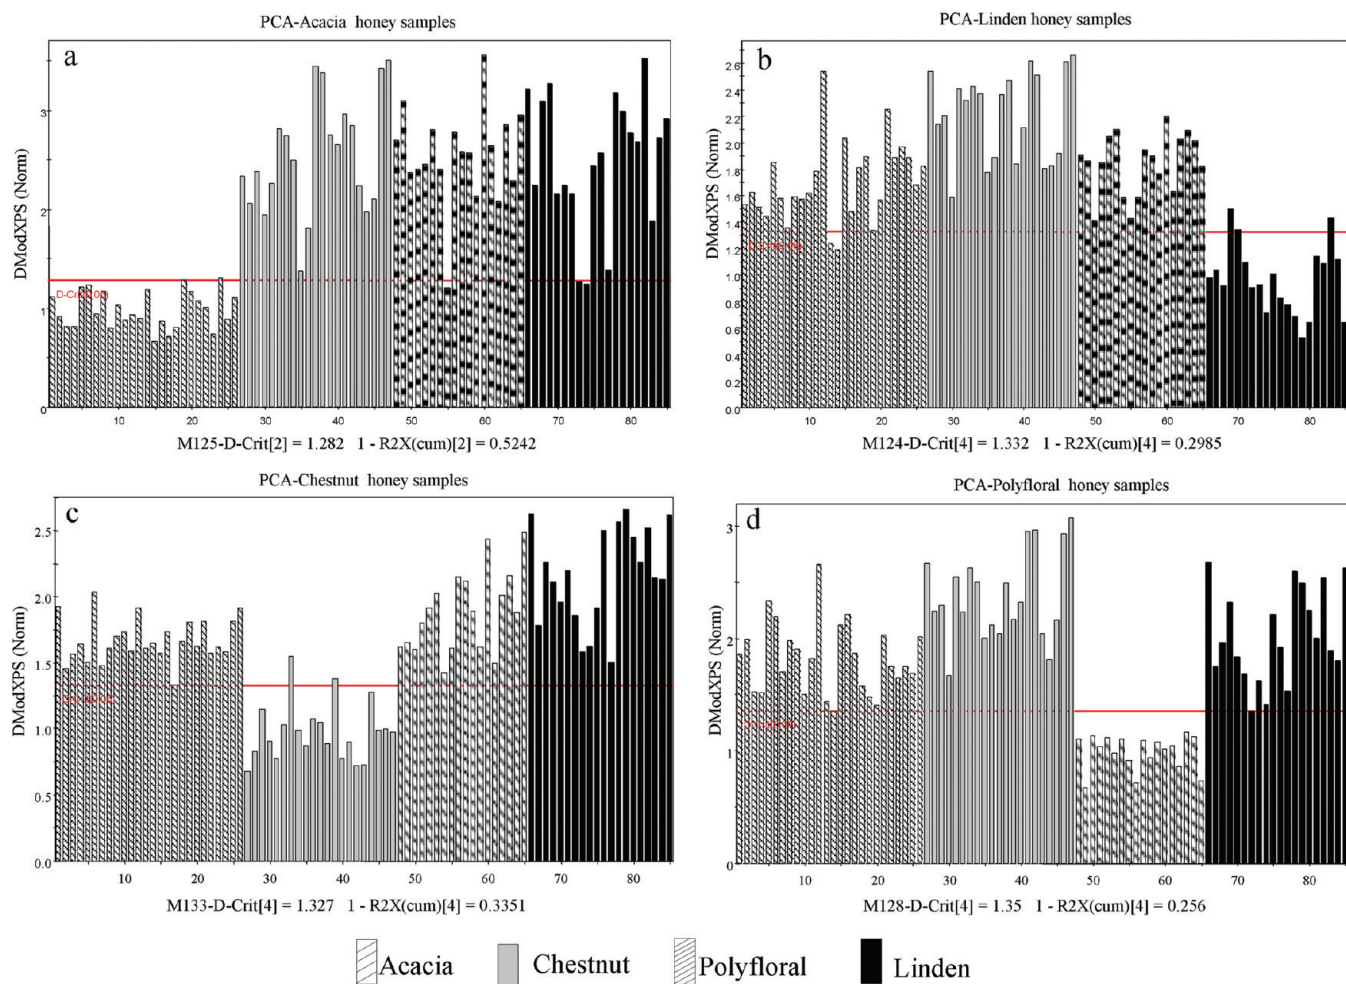 PCA-Acacia honey samples
a
DModXPS (Norm)
3
2
1
0
10 20 30 40 50 60 70 80
M125-D-Crit[2] = 1.282 1 - R2X(cum)[2] = 0.5242
PCA-Linden honey samples
b
DModXPS (Norm)
2.6
2.4
2.2
2.0
1.8
1.6
1.4
1.2
1.0
0.8
0.6
0.4
0.2
0.0
10 20 30 40 50 60 70 80
M124-D-Crit[4] = 1.332 1 - R2X(cum)[4] = 0.2985
PCA-Chestnut honey samples
c
DModXPS (Norm)
2.5
2.0
1.5
1.0
0.5
0.0
10 20 30 40 50 60 70 80
M133-D-Crit[4] = 1.327 1 - R2X(cum)[4] = 0.3351
PCA-Polyfloral honey samples
d
DModXPS (Norm)
3
2
1
0
10 20 30 40 50 60 70 80
M128-D-Crit[4] = 1.35 1 - R2X(cum)[4] = 0.256
Acacia Chestnut Polyfloral Linden